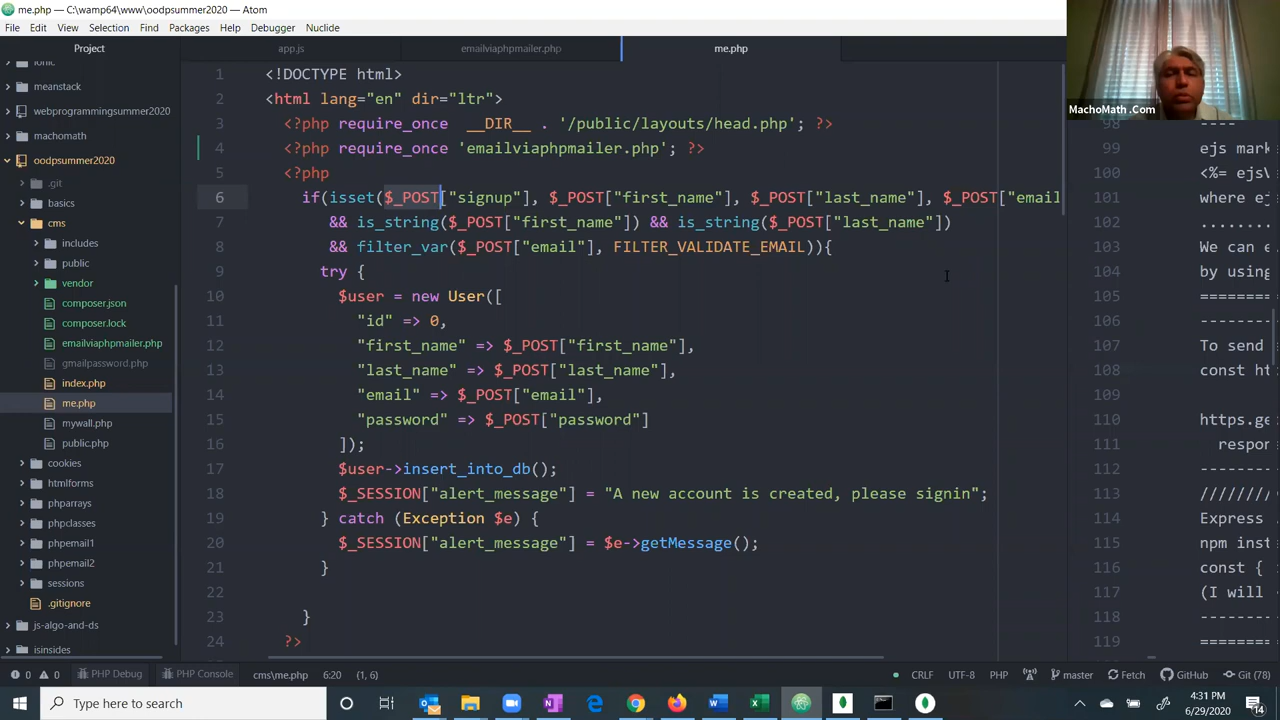 me.php — C:\wamp64\www\oodpsummer2020 — Atom
File Edit View Selection Find Packages Help Debugger Nuclide
Project
app.js
emailviaphpmailer.php
me.php
MachoMath .Com
meanstack
webprogrammingsummer2020
machomath
oodpsummer2020
.git
basics
cms
includes
public
vendor
composer.json
composer.lock
emailviaphpmailer.php
gmailpassword.php
index.php
me.php
mywall.php
public.php
cookies
htmlforms
phparrays
phpclasses
phpemail1
phpemail2
sessions
.gitignore
js-algo-and-ds
isinsides
1 <!DOCTYPE html>
2 <html lang="en" dir="ltr">
3 <?php require_once __DIR__ . '/public/layouts/head.php'; ?>
4 <?php require_once 'emailviaphpmailer.php'; ?>
5 <?php
6 if(isset($_POST["signup"], $_POST["first_name"], $_POST["last_name"], $_POST["email
7 && is_string($_POST["first_name"]) && is_string($_POST["last_name"])
8 && filter_var($_POST["email"], FILTER_VALIDATE_EMAIL)){
9 try {
10 $user = new User([
11 "id" => 0,
12 "first_name" => $_POST["first_name"],
13 "last_name" => $_POST["last_name"],
14 "email" => $_POST["email"],
15 "password" => $_POST["password"]
16 ]);
17 $user->insert_into_db();
18 $_SESSION["alert_message"] = "A new account is created, please signin";
19 } catch (Exception $e) {
20 $_SESSION["alert_message"] = $e->getMessage();
21 }
22
23 }
24 ?>
98 ----
99 ejs mark
100 <%= ejsV
101 where ej
102 ........
103 We can e
104 by using
105 ========
106 --------
107 To send
108 const ht
109
110 https.ge
111 respon
112 --------
113 ////////
114 Express
115 npm inst
116 const {
117 (I will
118 --------
119 ========
0 0 PHP Debug PHP Console cms\me.php 6:20 (1, 6) CRLF UTF-8 PHP master Fetch GitHub Git (78)
Type here to search
4:31 PM
6/29/2020